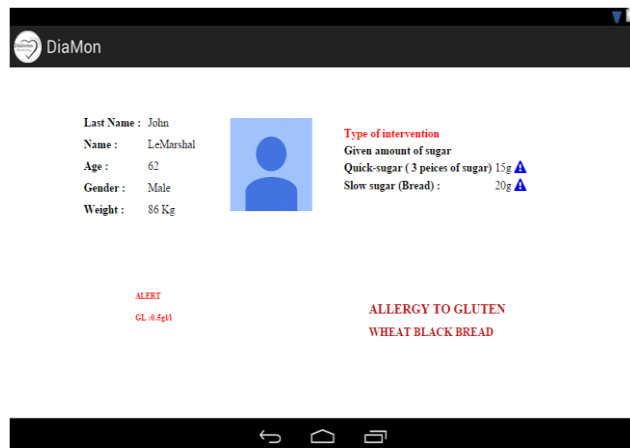 DiaMon
Last Name : John
Name : LeMarshal
Age : 62
Gender : Male
Weight : 86 Kg
Type of intervention
Given amount of sugar
Quick-sugar ( 3 peices of sugar) 15g
Slow sugar (Bread) : 20g
ALERT
GL :0.5gl/l
ALLERGY TO GLUTEN
WHEAT BLACK BREAD